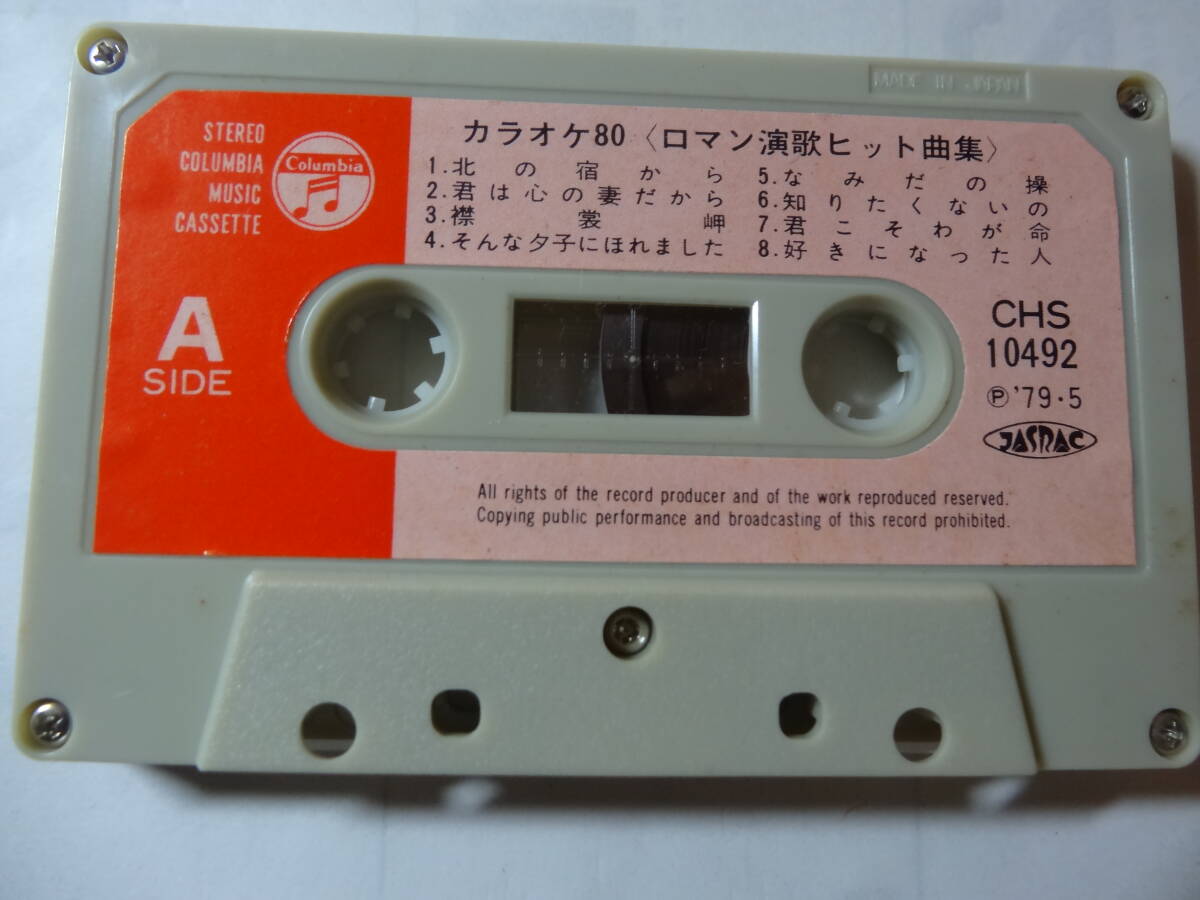 MADE IN JAPAN
STEREO
COLUMBIA
MUSIC
CASSETTE
Columbia
カラオケ80〈ロマン演歌ヒット曲集〉
1.北の宿から
2.君は心の妻だから
3.襟裳岬
4.そんな夕子にほれました
5.なみだの操
6.知りたくないの
7.君こそわが命
8.好きになった人
A
SIDE
CHS
10492
Ⓟ'79・5
JASRAC
All rights of the record producer and of the work reproduced reserved.
Copying public performance and broadcasting of this record prohibited.